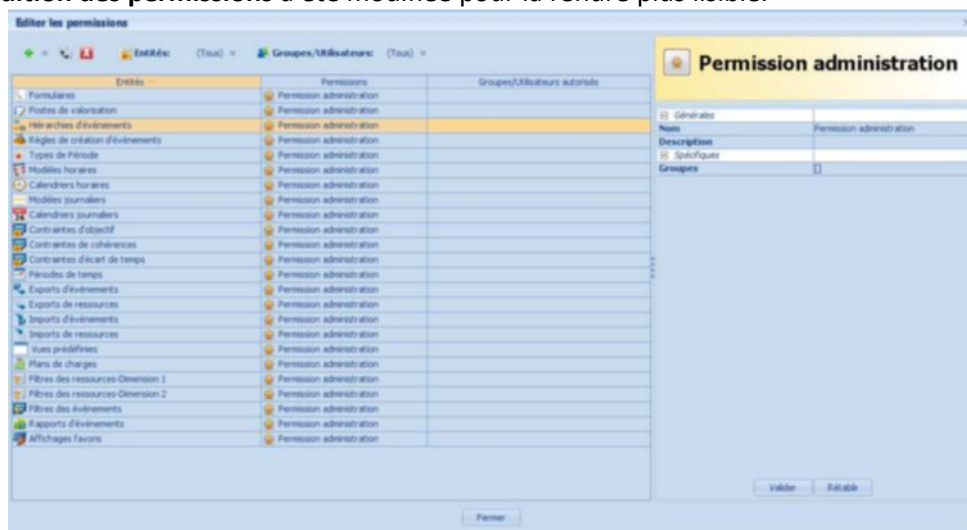 dition des permissions a été modifiée pour la rendre plus lisible.
Editer les permissions
Entités: (Tous) Groupes/Utilisateurs: (Tous)
Permission administration
Entités Permissions Groupes/Utilisateurs autorisés
Formulaires Permission administration
Postes de valorisation Permission administration
Hiérarchies d'événements Permission administration
Règles de création d'événements Permission administration
Types de Période Permission administration
Modèles horaires Permission administration
Calendriers horaires Permission administration
Modèles journaliers Permission administration
Calendriers journaliers Permission administration
Contraintes d'objectif Permission administration
Contraintes de cohérences Permission administration
Contraintes d'écart de temps Permission administration
Périodes de temps Permission administration
Exports d'événements Permission administration
Exports de ressources Permission administration
Imports d'événements Permission administration
Imports de ressources Permission administration
Vues prédéfinies Permission administration
Plans de charges Permission administration
Filtres des ressources-Dimension 1 Permission administration
Filtres des ressources-Dimension 2 Permission administration
Filtres des événements Permission administration
Rapports d'événements Permission administration
Affichages favoris Permission administration
Générales
Nom Permission administration
Description
Spécifiques
Groupes []
Valider Rétablir
Fermer